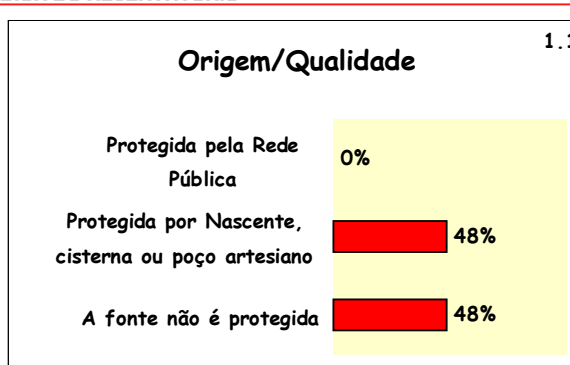 Origem/Qualidade
Protegida pela Rede
Pública
0%
Protegida por Nascente,
cisterna ou poço artesiano
48%
A fonte não é protegida
48%